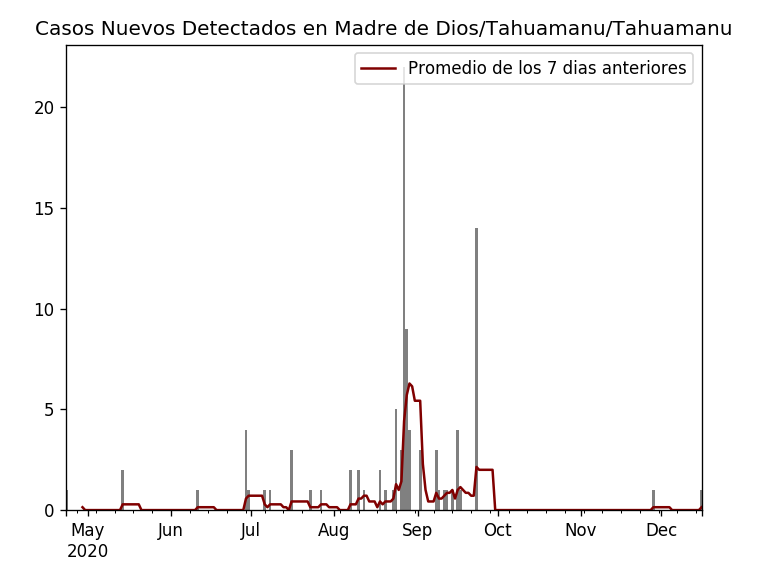 Casos Nuevos Detectados en Madre de Dios/Tahuamanu/Tahuamanu
Promedio de los 7 dias anteriores
20
15
10
5
0
May Jun Jul Aug Sep Oct Nov Dec
2020